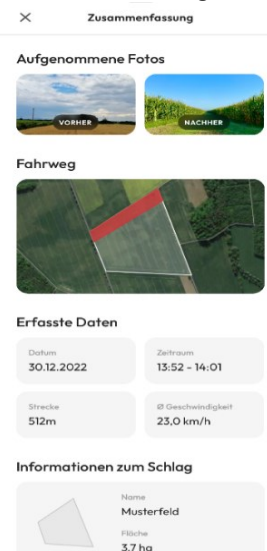 Zusammenfassung
Aufgenommene Fotos
VORHER
NACHHER
Fahrweg
Erfasste Daten
Datum
30.12.2022
Zeitraum
13:52 - 14:01
Strecke
512m
Ø Geschwindigkeit
23,0 km/h
Informationen zum Schlag
Name
Musterfeld
Fläche
3,7 ha